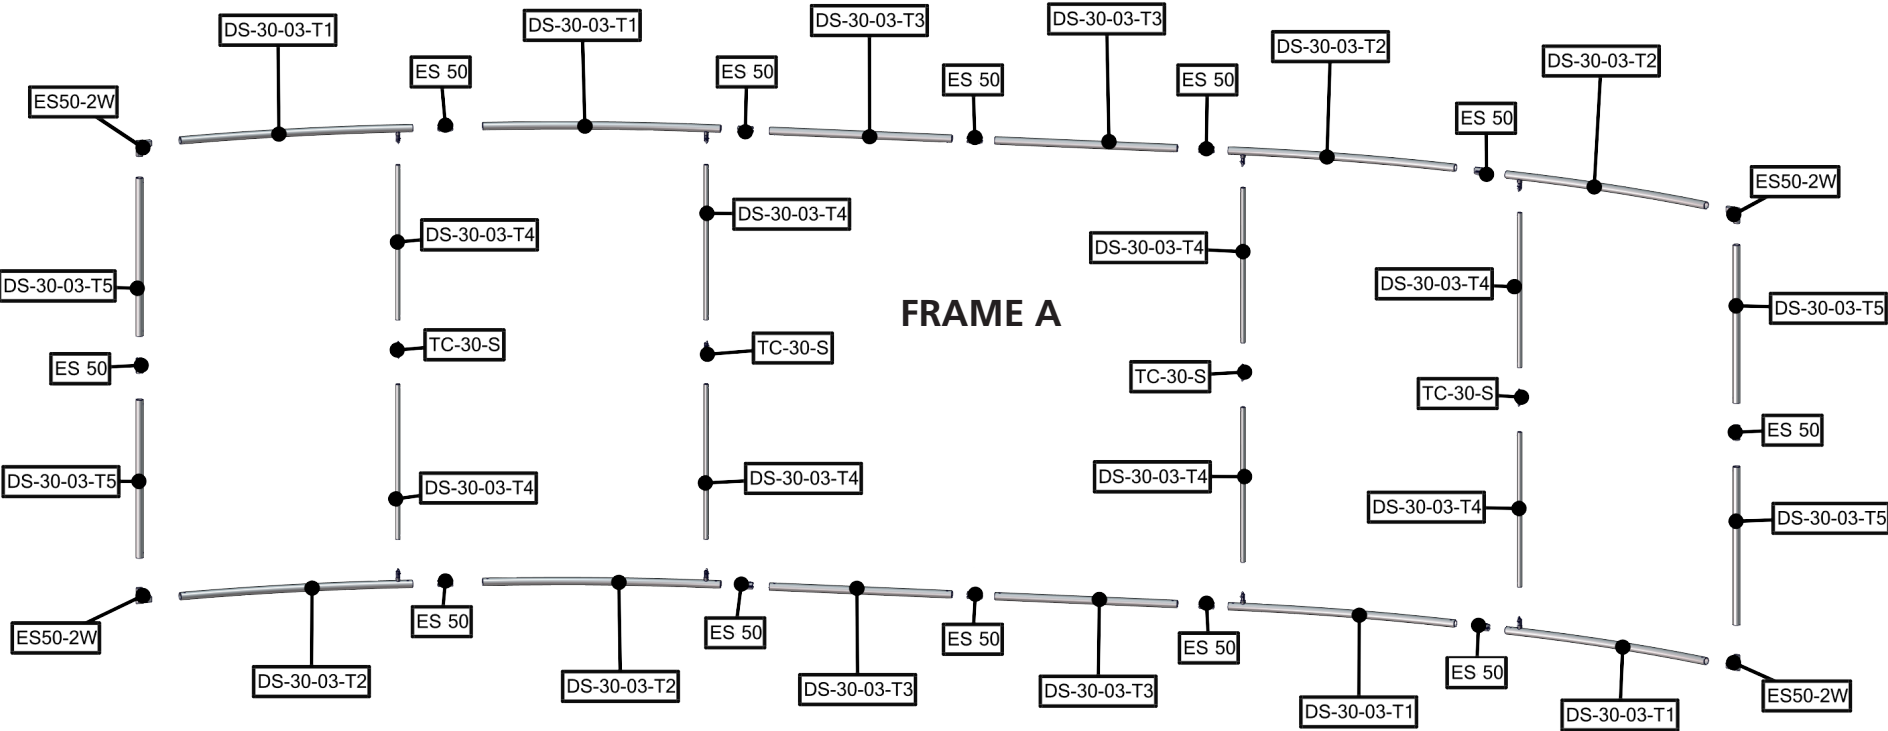 DS-30-03-T1
DS-30-03-T1
DS-30-03-T3
DS-30-03-T3
DS-30-03-T2
DS-30-03-T2
ES 50
ES 50
ES 50
ES 50
ES 50
ES50-2W
ES50-2W
DS-30-03-T4
DS-30-03-T4
DS-30-03-T4
DS-30-03-T4
DS-30-03-T5
DS-30-03-T5
FRAME A
TC-30-S
TC-30-S
TC-30-S
TC-30-S
ES 50
ES 50
DS-30-03-T5
DS-30-03-T4
DS-30-03-T4
DS-30-03-T4
DS-30-03-T4
DS-30-03-T5
ES50-2W
ES 50
ES 50
ES 50
ES 50
ES 50
ES50-2W
DS-30-03-T2
DS-30-03-T2
DS-30-03-T3
DS-30-03-T3
DS-30-03-T1
DS-30-03-T1